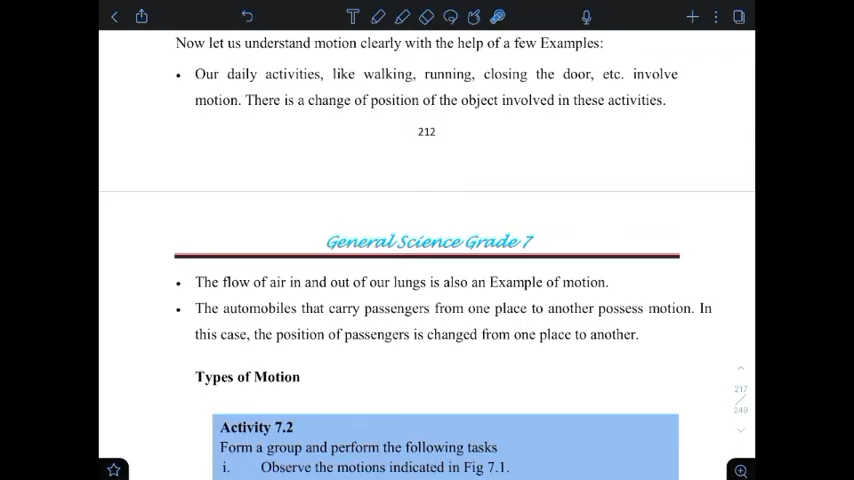 Now let us understand motion clearly with the help of a few Examples:
• Our daily activities, like walking, running, closing the door, etc. involve
motion. There is a change of position of the object involved in these activities.
212
General Science Grade 7
• The flow of air in and out of our lungs is also an Example of motion.
• The automobiles that carry passengers from one place to another possess motion. In
this case, the position of passengers is changed from one place to another.
Types of Motion
217
/
249
Activity 7.2
Form a group and perform the following tasks
i. Observe the motions indicated in Fig 7.1.